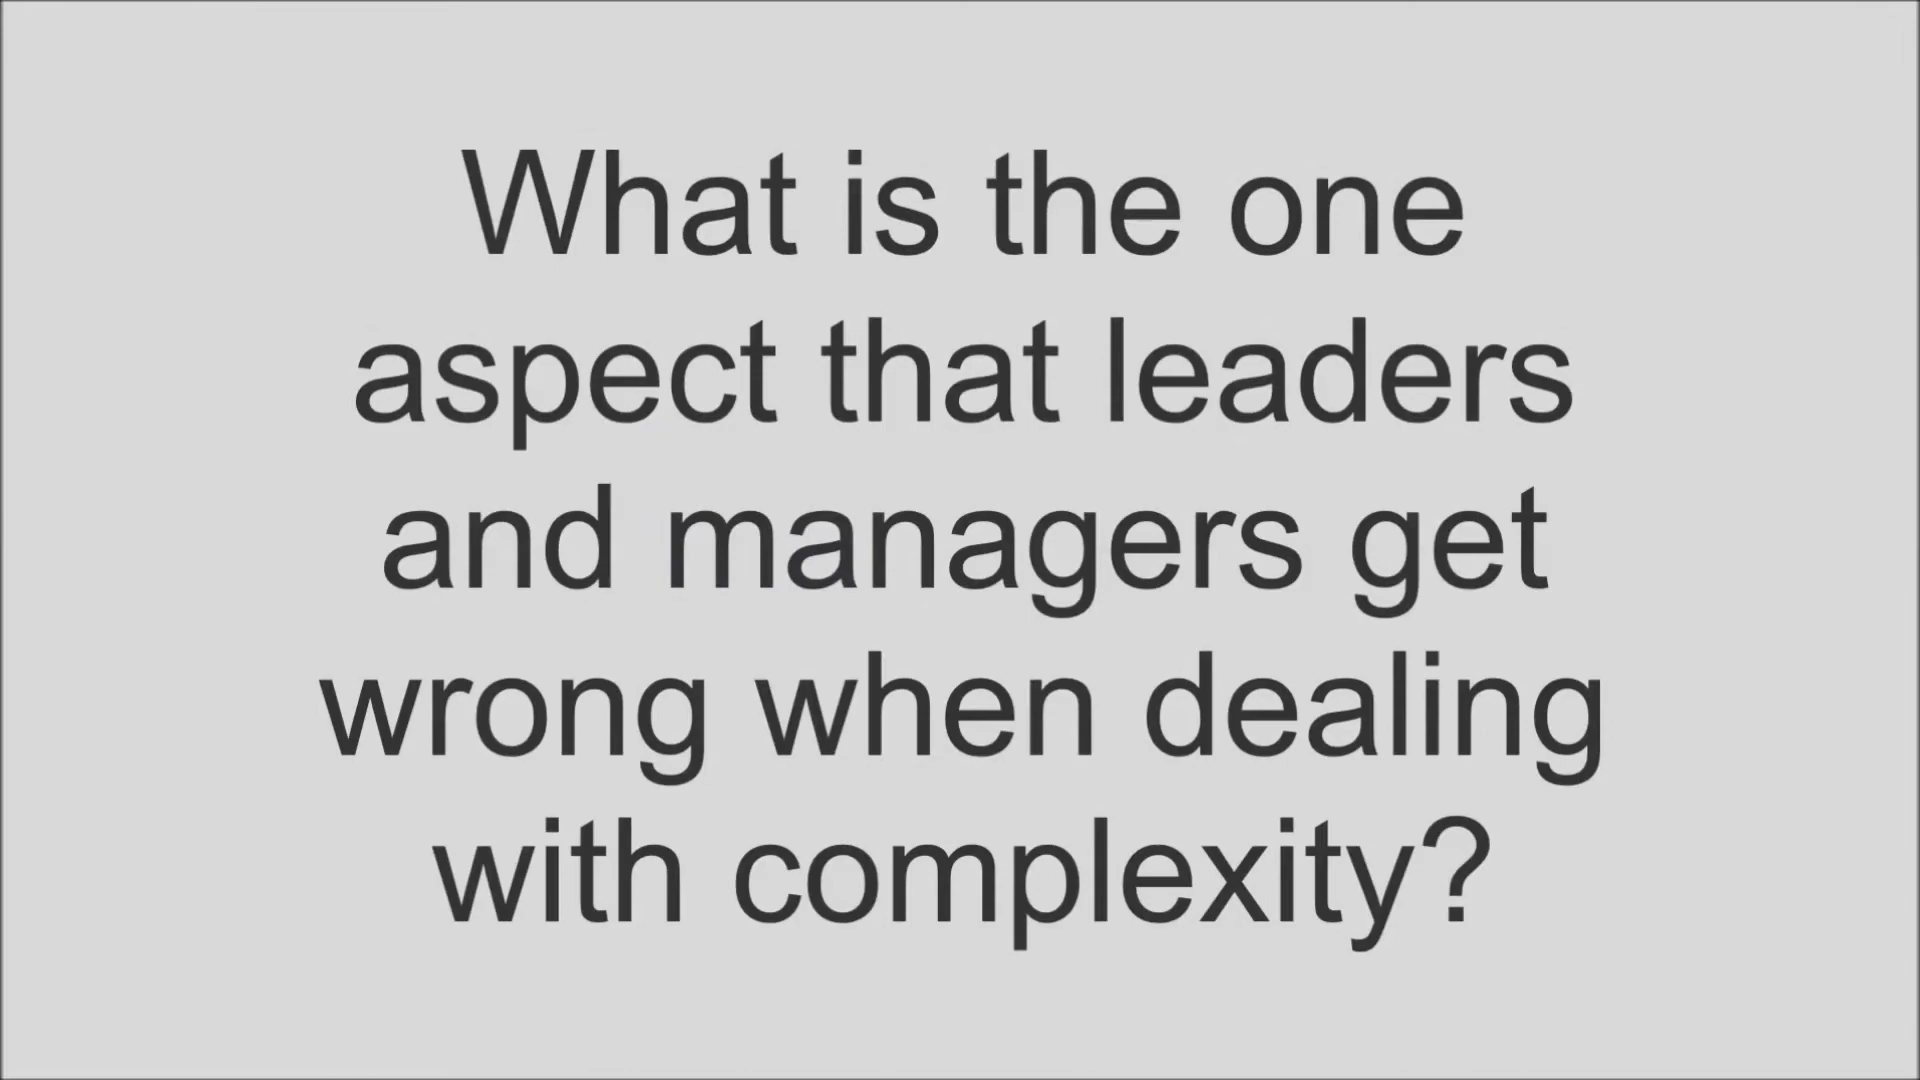 What is the one
aspect that leaders
and managers get
wrong when dealing
with complexity?